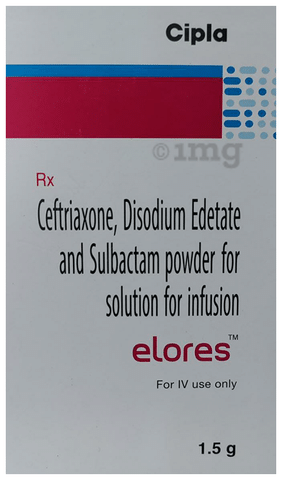 Cipla
© 1mg
Rx
Ceftriaxone, Disodium Edetate
and Sulbactam powder for
solution for infusion
elores™
For IV use only
1.5 g